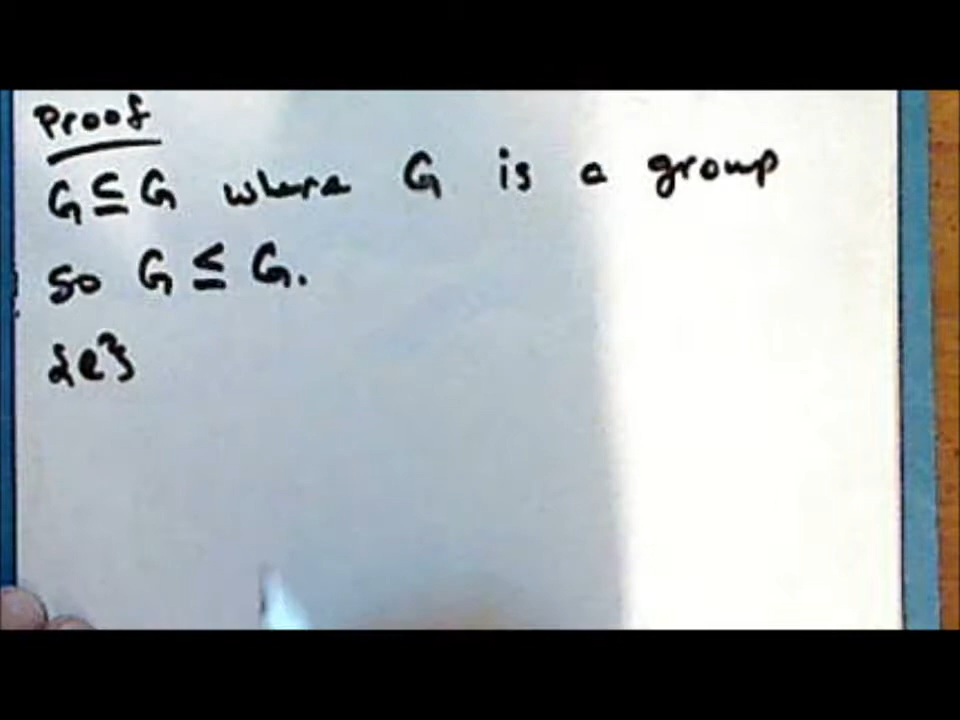 Proof
G ⊆ G where G is a group
so G ≤ G.
{e}